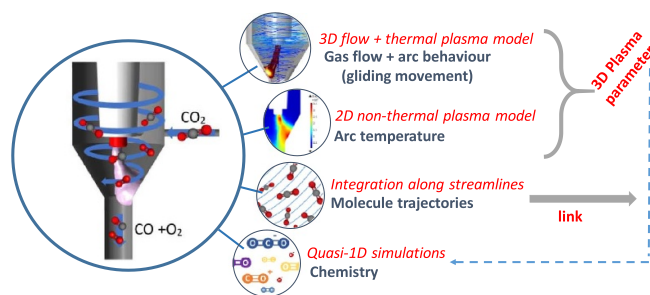 3D flow + thermal plasma model
Gas flow + arc behaviour
(gliding movement)
CO₂
2D non-thermal plasma model
Arc temperature
Integration along streamlines
Molecule trajectories
CO +O₂
Quasi-1D simulations
Chemistry
link
3D Plasma
parameter
O C O
O
C O